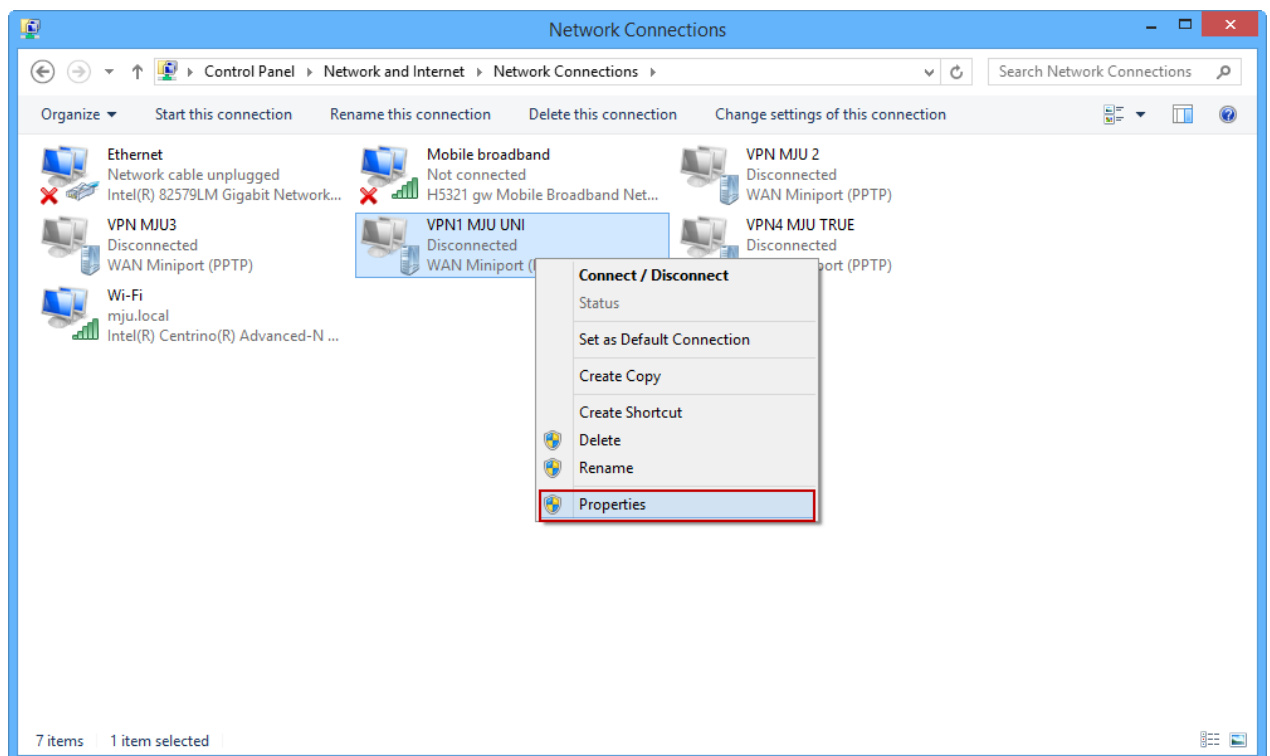 Network Connections
Control Panel Network and Internet Network Connections
Search Network Connections
Organize Start this connection Rename this connection Delete this connection Change settings of this connection
Ethernet
Network cable unplugged
Intel(R) 82579LM Gigabit Network...
Mobile broadband
Not connected
H5321 gw Mobile Broadband Net...
VPN MJU 2
Disconnected
WAN Miniport (PPTP)
VPN MJU3
Disconnected
WAN Miniport (PPTP)
VPN1 MJU UNI
Disconnected
WAN Miniport (
VPN4 MJU TRUE
Disconnected
port (PPTP)
Wi-Fi
mju.local
Intel(R) Centrino(R) Advanced-N ...
Connect / Disconnect
Status
Set as Default Connection
Create Copy
Create Shortcut
Delete
Rename
Properties
7 items 1 item selected